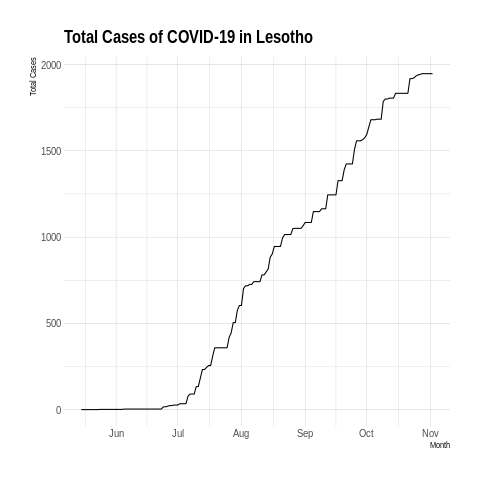 Total Cases of COVID-19 in Lesotho
Total Cases
2000
1500
1000
500
0
Jun Jul Aug Sep Oct Nov
Month